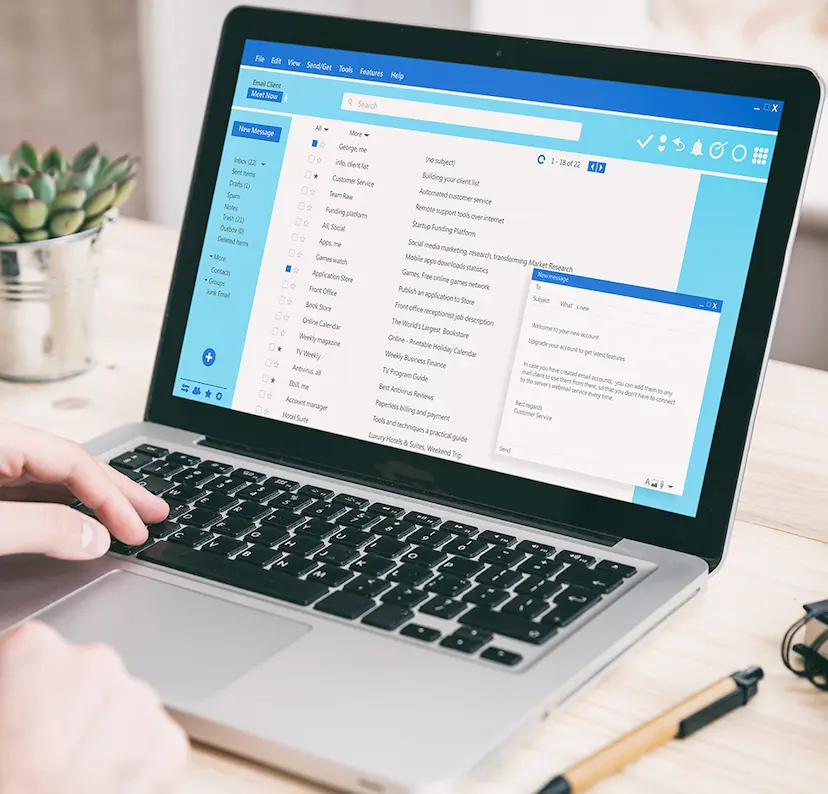 File Edit View Send/Get Tools Features Help
Email Client
Meet Now
Search
New Message
Inbox (22)
Sent items
Drafts (1)
Spam
Notes
Trash (21)
Outbox (0)
Deleted items
More
Contacts
Groups
Junk Email
All More
1 - 18 of 22
George, me (no subject)
info, client list Building your client list
Customer Service Automated customer service
Team Raw Remote support tools over internet
Funding platform Startup Funding Platform
All, Social Social media marketing, research, transforming Market Research
Apps, me Mobile apps downloads statistics
Games watch Games, Free online games network
Application Store Publish an application to Store
Front Office Front office receptionist job description
Book Store The World's Largest Bookstore
Online Calendar Online - Printable Holiday Calendar
Weekly magazine Weekly Business Finance
TV Weekly TV Program Guide
Antivirus, all Best Antivirus Reviews
Ebill, me Paperless billing and payment
Account manager Tools and techniques a practical guide
Hotel Suite Luxury Hotels & Suites, Weekend Trip
New message
To
Subject What s new
Welcome to your new account
Upgrade your account to get latest features
In case you have created email accounts, you can add them to any
mail client to use them from there, so that you don't have to connect
to the server's webmail service every time.
Best regards
Customer Service
Send